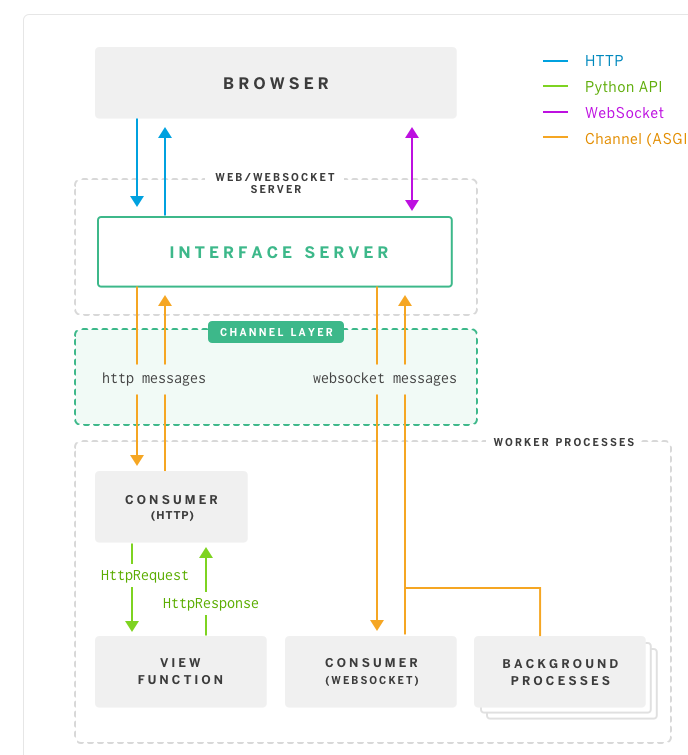 BROWSER
HTTP
Python API
WebSocket
Channel (ASGI
WEB/WEBSOCKET
SERVER
INTERFACE SERVER
CHANNEL LAYER
http messages
websocket messages
WORKER PROCESSES
CONSUMER
(HTTP)
HttpRequest
HttpResponse
VIEW
FUNCTION
CONSUMER
(WEBSOCKET)
BACKGROUND
PROCESSES